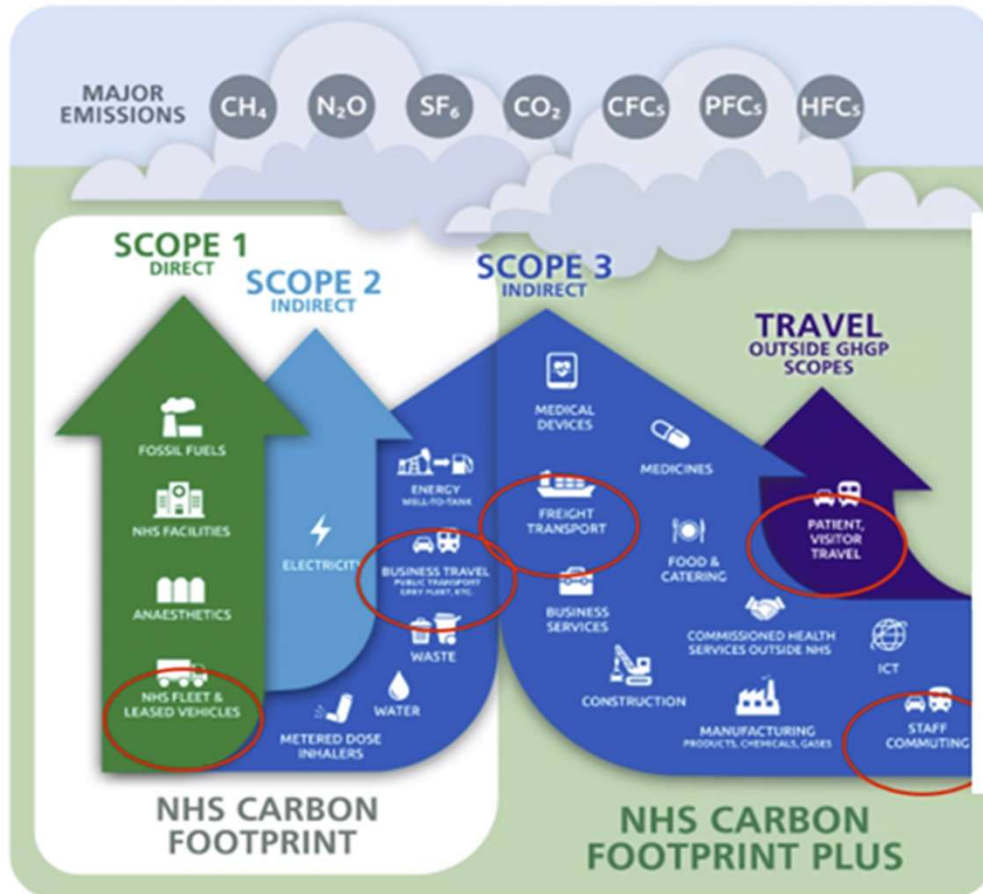 MAJOR
EMISSIONS
CH₄
N₂O
SF₆
CO₂
CFCs
PFCs
HFCs
SCOPE 1
DIRECT
FOSSIL FUELS
NHS FACILITIES
ANAESTHETICS
NHS FLEET &
LEASED VEHICLES
SCOPE 2
INDIRECT
ELECTRICITY
SCOPE 3
INDIRECT
ENERGY
WELL-TO-TANK
BUSINESS TRAVEL
PUBLIC TRANSPORT
GREY FLEET, ETC.
WASTE
WATER
METERED DOSE
INHALERS
MEDICAL
DEVICES
MEDICINES
FREIGHT
TRANSPORT
FOOD &
CATERING
BUSINESS
SERVICES
COMMISSIONED HEALTH
SERVICES OUTSIDE NHS
ICT
CONSTRUCTION
MANUFACTURING
PRODUCTS, CHEMICALS, GASES
STAFF
COMMUTING
TRAVEL
OUTSIDE GHGP
SCOPES
PATIENT,
VISITOR
TRAVEL
NHS CARBON
FOOTPRINT
NHS CARBON
FOOTPRINT PLUS